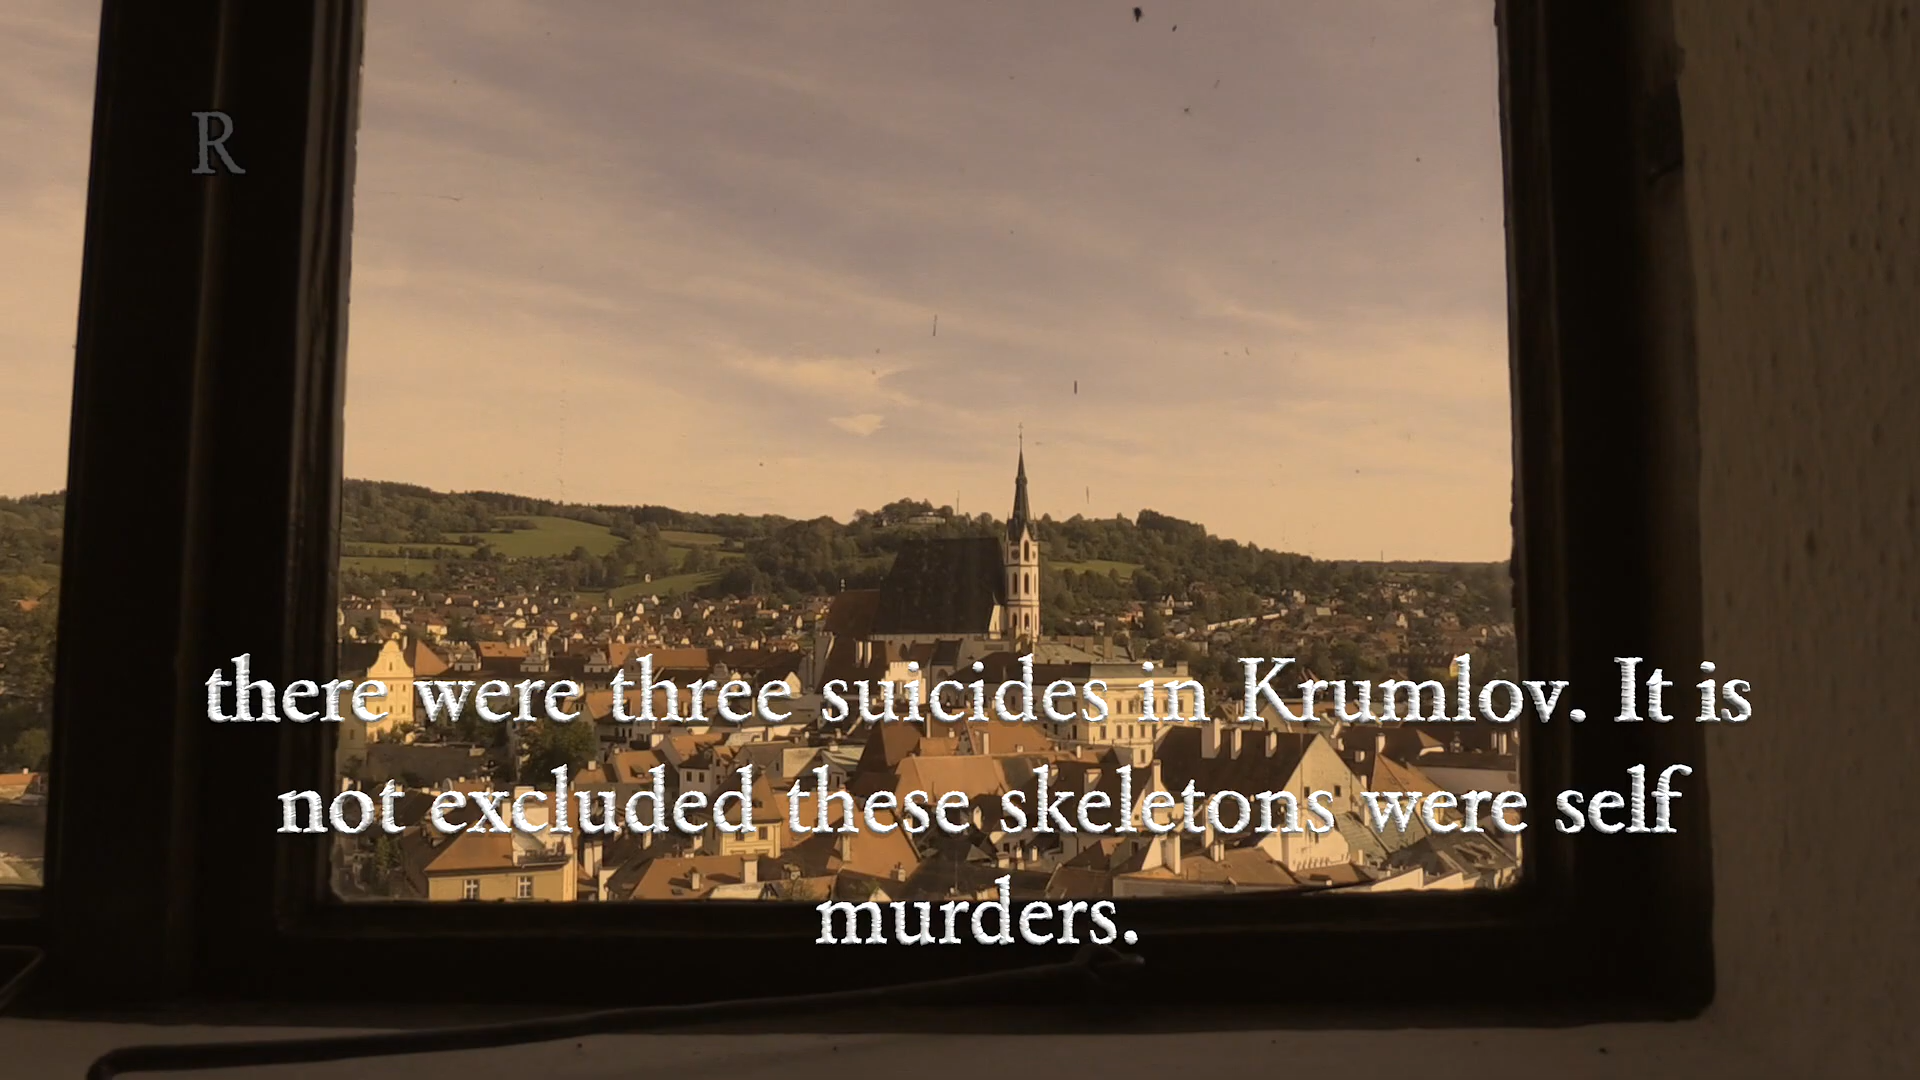 R
there were three suicides in Krumlov. It is
not excluded these skeletons were self
murders.